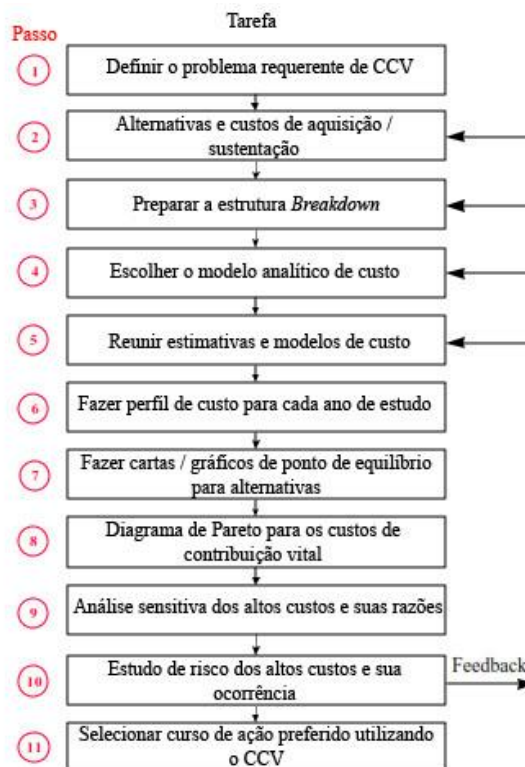 Tarefa
Passo
1
Definir o problema requerente de CCV
2
Alternativas e custos de aquisição /
sustentação
3
Preparar a estrutura Breakdown
4
Escolher o modelo analítico de custo
5
Reunir estimativas e modelos de custo
6
Fazer perfil de custo para cada ano de estudo
7
Fazer cartas / gráficos de ponto de equilíbrio
para alternativas
8
Diagrama de Pareto para os custos de
contribuição vital
9
Análise sensitiva dos altos custos e suas razões
10
Estudo de risco dos altos custos e sua
ocorrência
Feedback
11
Selecionar curso de ação preferido utilizando
o CCV